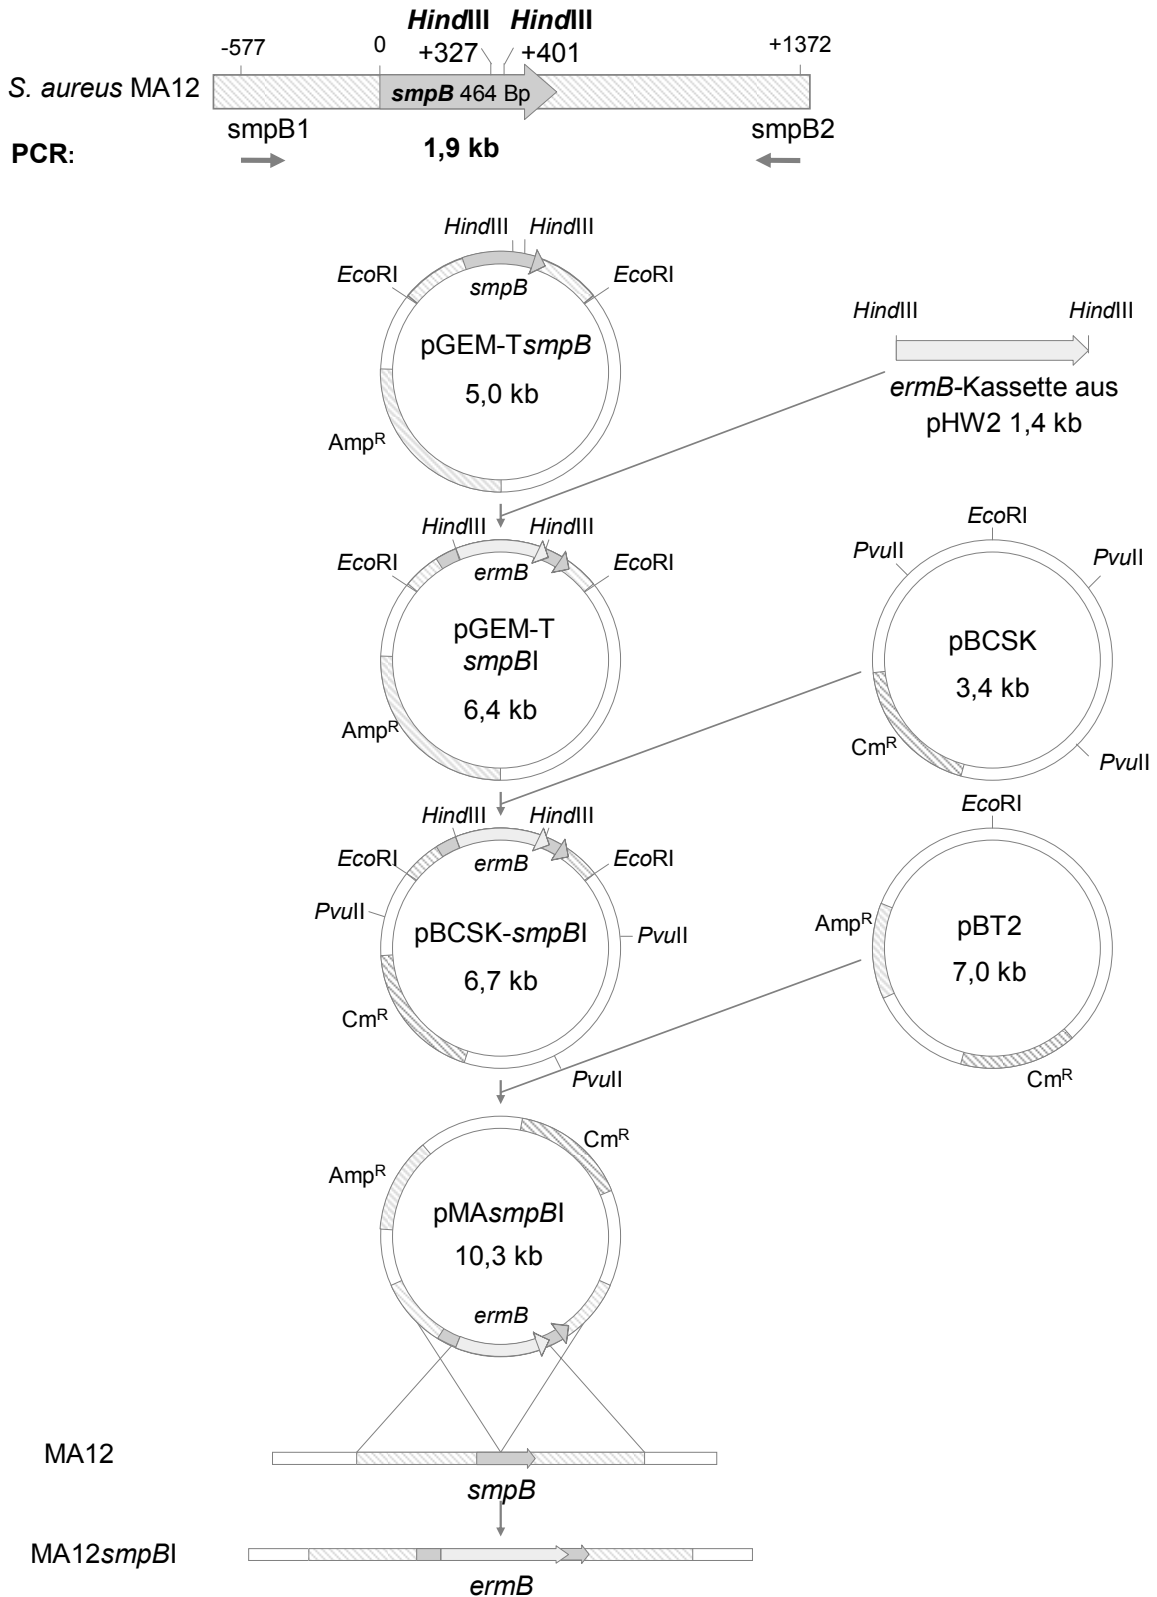 HindIII HindIII
-577 0 +327 +401 +1372
S. aureus MA12 smpB 464 Bp
smpB1 smpB2
PCR: 1,9 kb
HindIII HindIII
EcoRI EcoRI
smpB
pGEM-TsmpB
5,0 kb
AmpR
HindIII HindIII
ermB-Kassette aus
pHW2 1,4 kb
HindIII HindIII
EcoRI EcoRI
ermB
pGEM-T
smpBI
6,4 kb
AmpR
EcoRI
PvuII PvuII
pBCSK
3,4 kb
CmR
PvuII
HindIII HindIII
EcoRI EcoRI
ermB
PvuII PvuII
pBCSK-smpBI
6,7 kb
CmR
PvuII
EcoRI
AmpR
pBT2
7,0 kb
CmR
CmR
AmpR
pMAsmpBI
10,3 kb
ermB
MA12
smpB
MA12smpBI
ermB